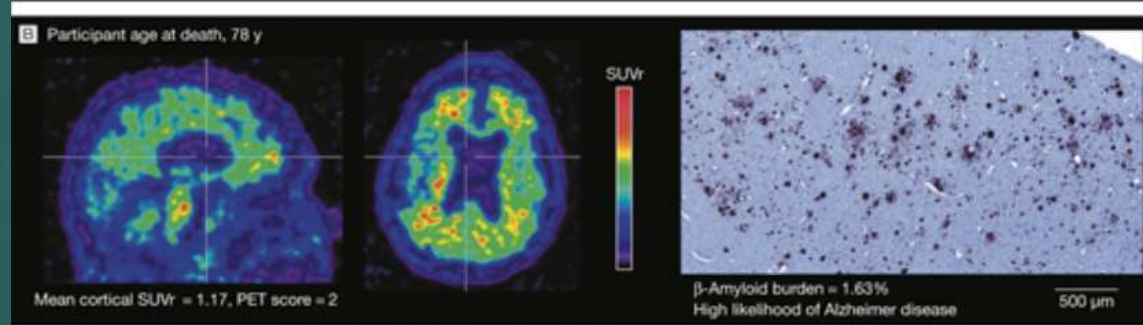 B Participant age at death, 78 y
SUVr
Mean cortical SUVr = 1.17, PET score = 2
β-Amyloid burden = 1.63%
High likelihood of Alzheimer disease
500 μm